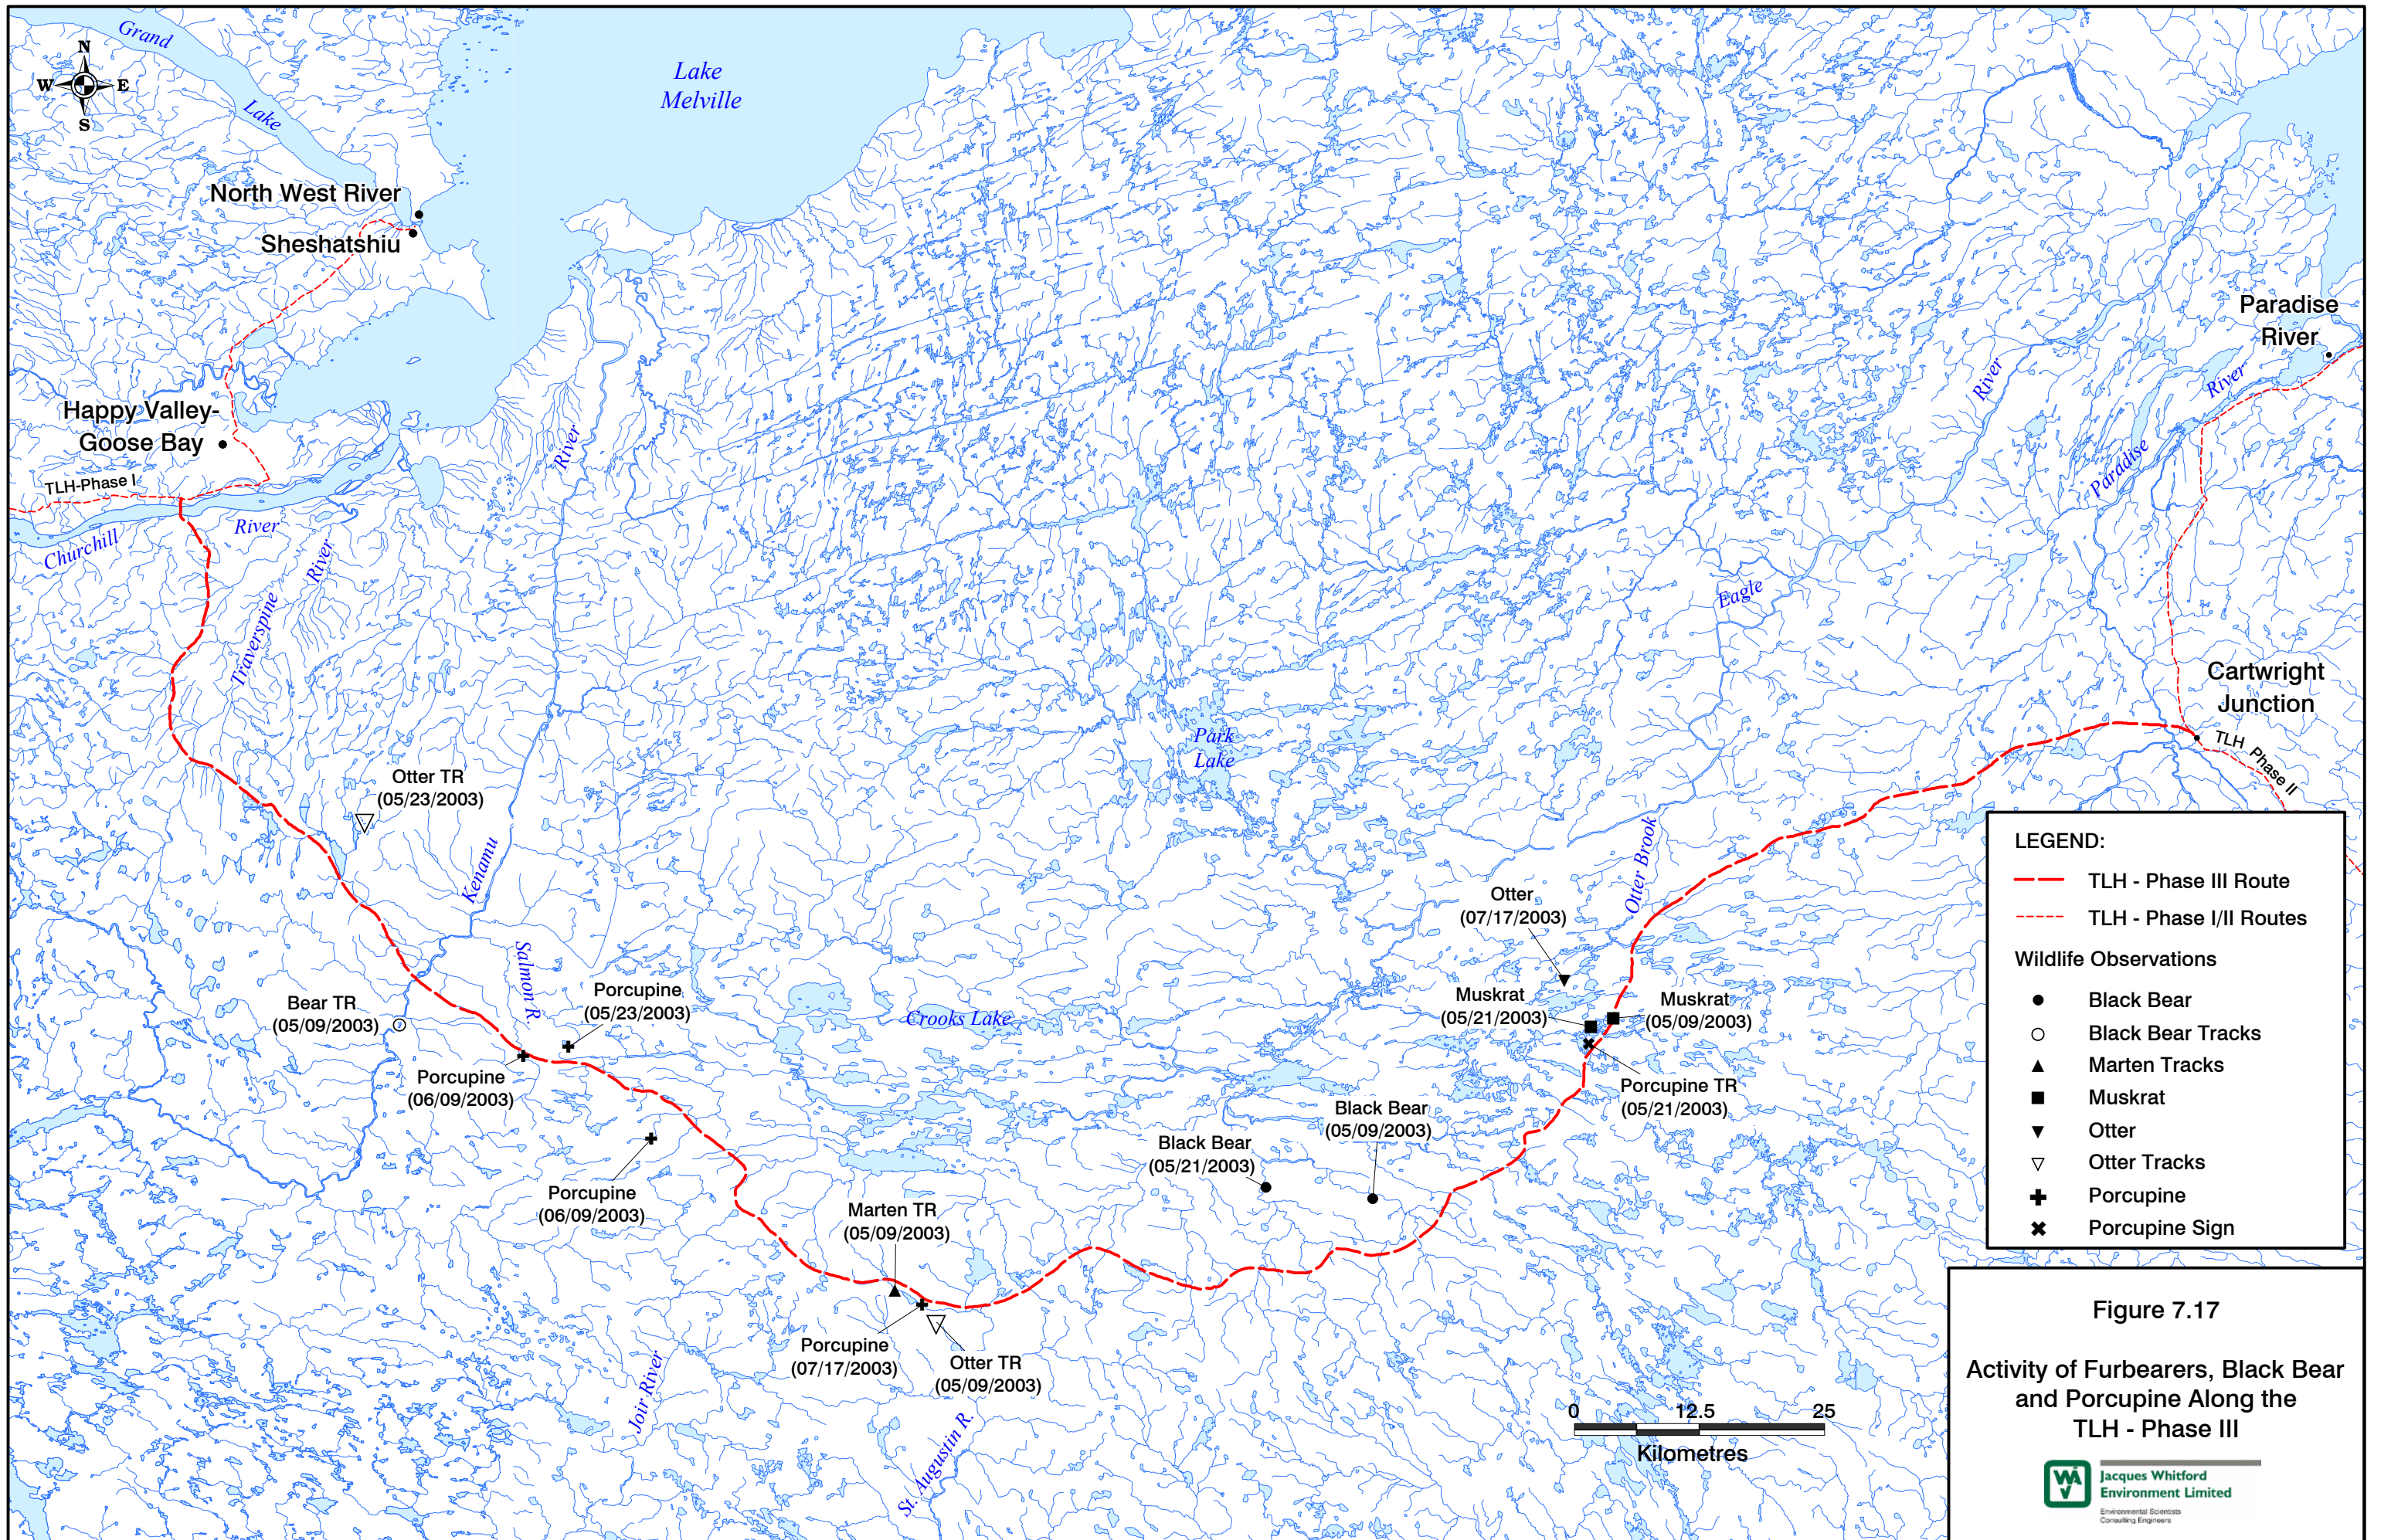 Grand
Lake
N
W E
S
Lake
Melville
North West River
Sheshatshiu
Happy Valley-
Goose Bay
TLH-Phase I
Churchill
River
Traverspine
River
River
Kenamu
Paradise
River
River
Paradise
River
Eagle
Cartwright
Junction
TLH Phase II
Park
Lake
Otter TR
(05/23/2003)
Otter Brook
Otter
(07/17/2003)
Salmon R.
Bear TR
(05/09/2003)
Porcupine
(05/23/2003)
Crooks Lake
Muskrat
(05/21/2003)
Muskrat
(05/09/2003)
Porcupine
(06/09/2003)
Porcupine TR
(05/21/2003)
Black Bear
(05/09/2003)
Black Bear
(05/21/2003)
Porcupine
(06/09/2003)
Marten TR
(05/09/2003)
Porcupine
(07/17/2003)
Otter TR
(05/09/2003)
Joir River
St. Augustin R.
0 12.5 25
Kilometres
LEGEND:
TLH - Phase III Route
TLH - Phase I/II Routes
Wildlife Observations
Black Bear
Black Bear Tracks
Marten Tracks
Muskrat
Otter
Otter Tracks
Porcupine
Porcupine Sign
Figure 7.17
Activity of Furbearers, Black Bear
and Porcupine Along the
TLH - Phase III
Jacques Whitford
Environment Limited
Environmental Scientists
Consulting Engineers